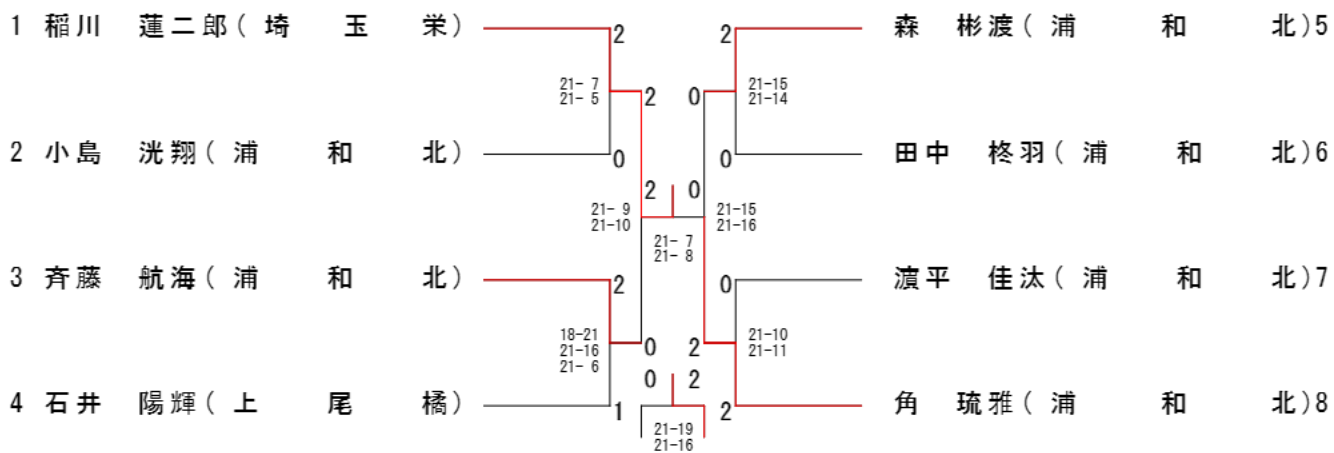 1 稲川 蓮二郎(埼玉栄) 2 2 森 彬渡(浦和北)5
21- 7 2 0 21-15
21- 5 21-14
2 小島 洸翔(浦和北) 0 0 田中 柊羽(浦和北)6
2 0
21- 9 21-15
21-10 21-16
21- 7
21- 8
3 斉藤 航海(浦和北) 2 0 濵平 佳汰(浦和北)7
18-21 21-10
21-16 0 2 21-11
21- 6
0 2
4 石井 陽輝(上尾橘) 1 2 角 琉雅(浦和北)8
21-19
21-16